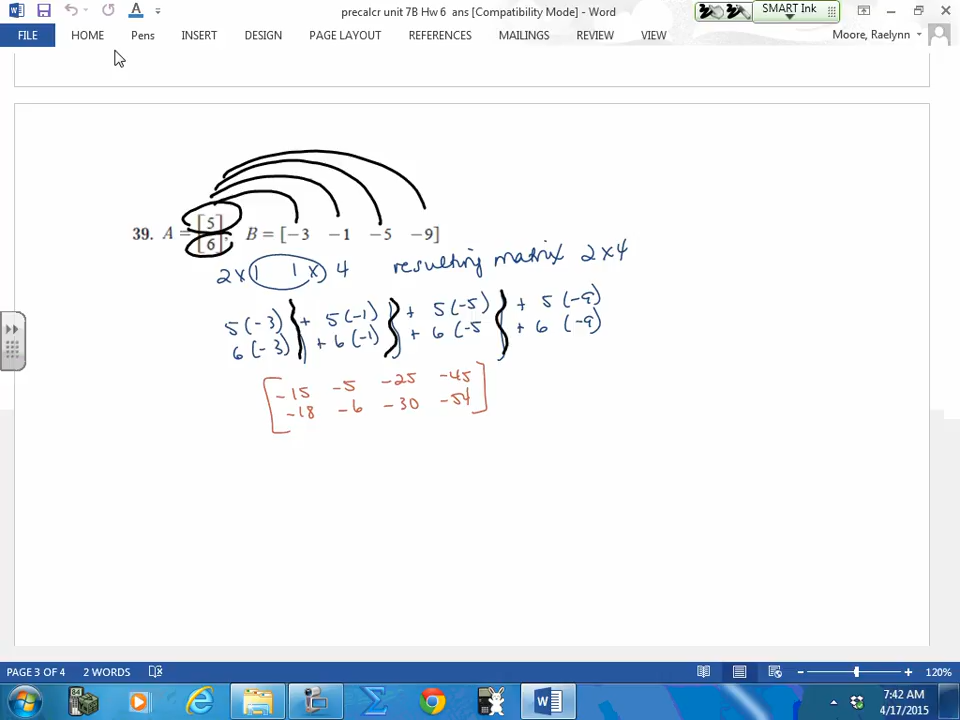 precalcr unit 7B Hw 6 ans [Compatibility Mode] - Word
SMART Ink
FILE HOME Pens INSERT DESIGN PAGE LAYOUT REFERENCES MAILINGS REVIEW VIEW Moore, Raelynn
39. A = [5 6], B = [-3 -1 -5 -9]
2x1 1x4 resulting matrix 2x4
5(-3) + 5(-1) + 5(-5) + 5(-9)
6(-3) + 6(-1) + 6(-5 + 6(-9)
-15 -5 -25 -45
-18 -6 -30 -54
PAGE 3 OF 4 2 WORDS 120%
84
7:42 AM
4/17/2015